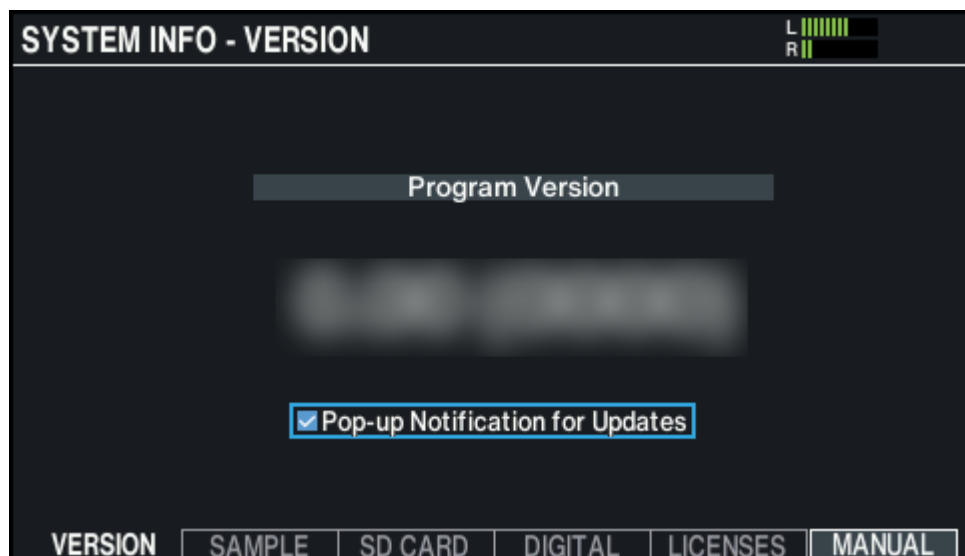 SYSTEM INFO - VERSION
L
R
Program Version
Pop-up Notification for Updates
VERSION SAMPLE SD CARD DIGITAL LICENSES MANUAL